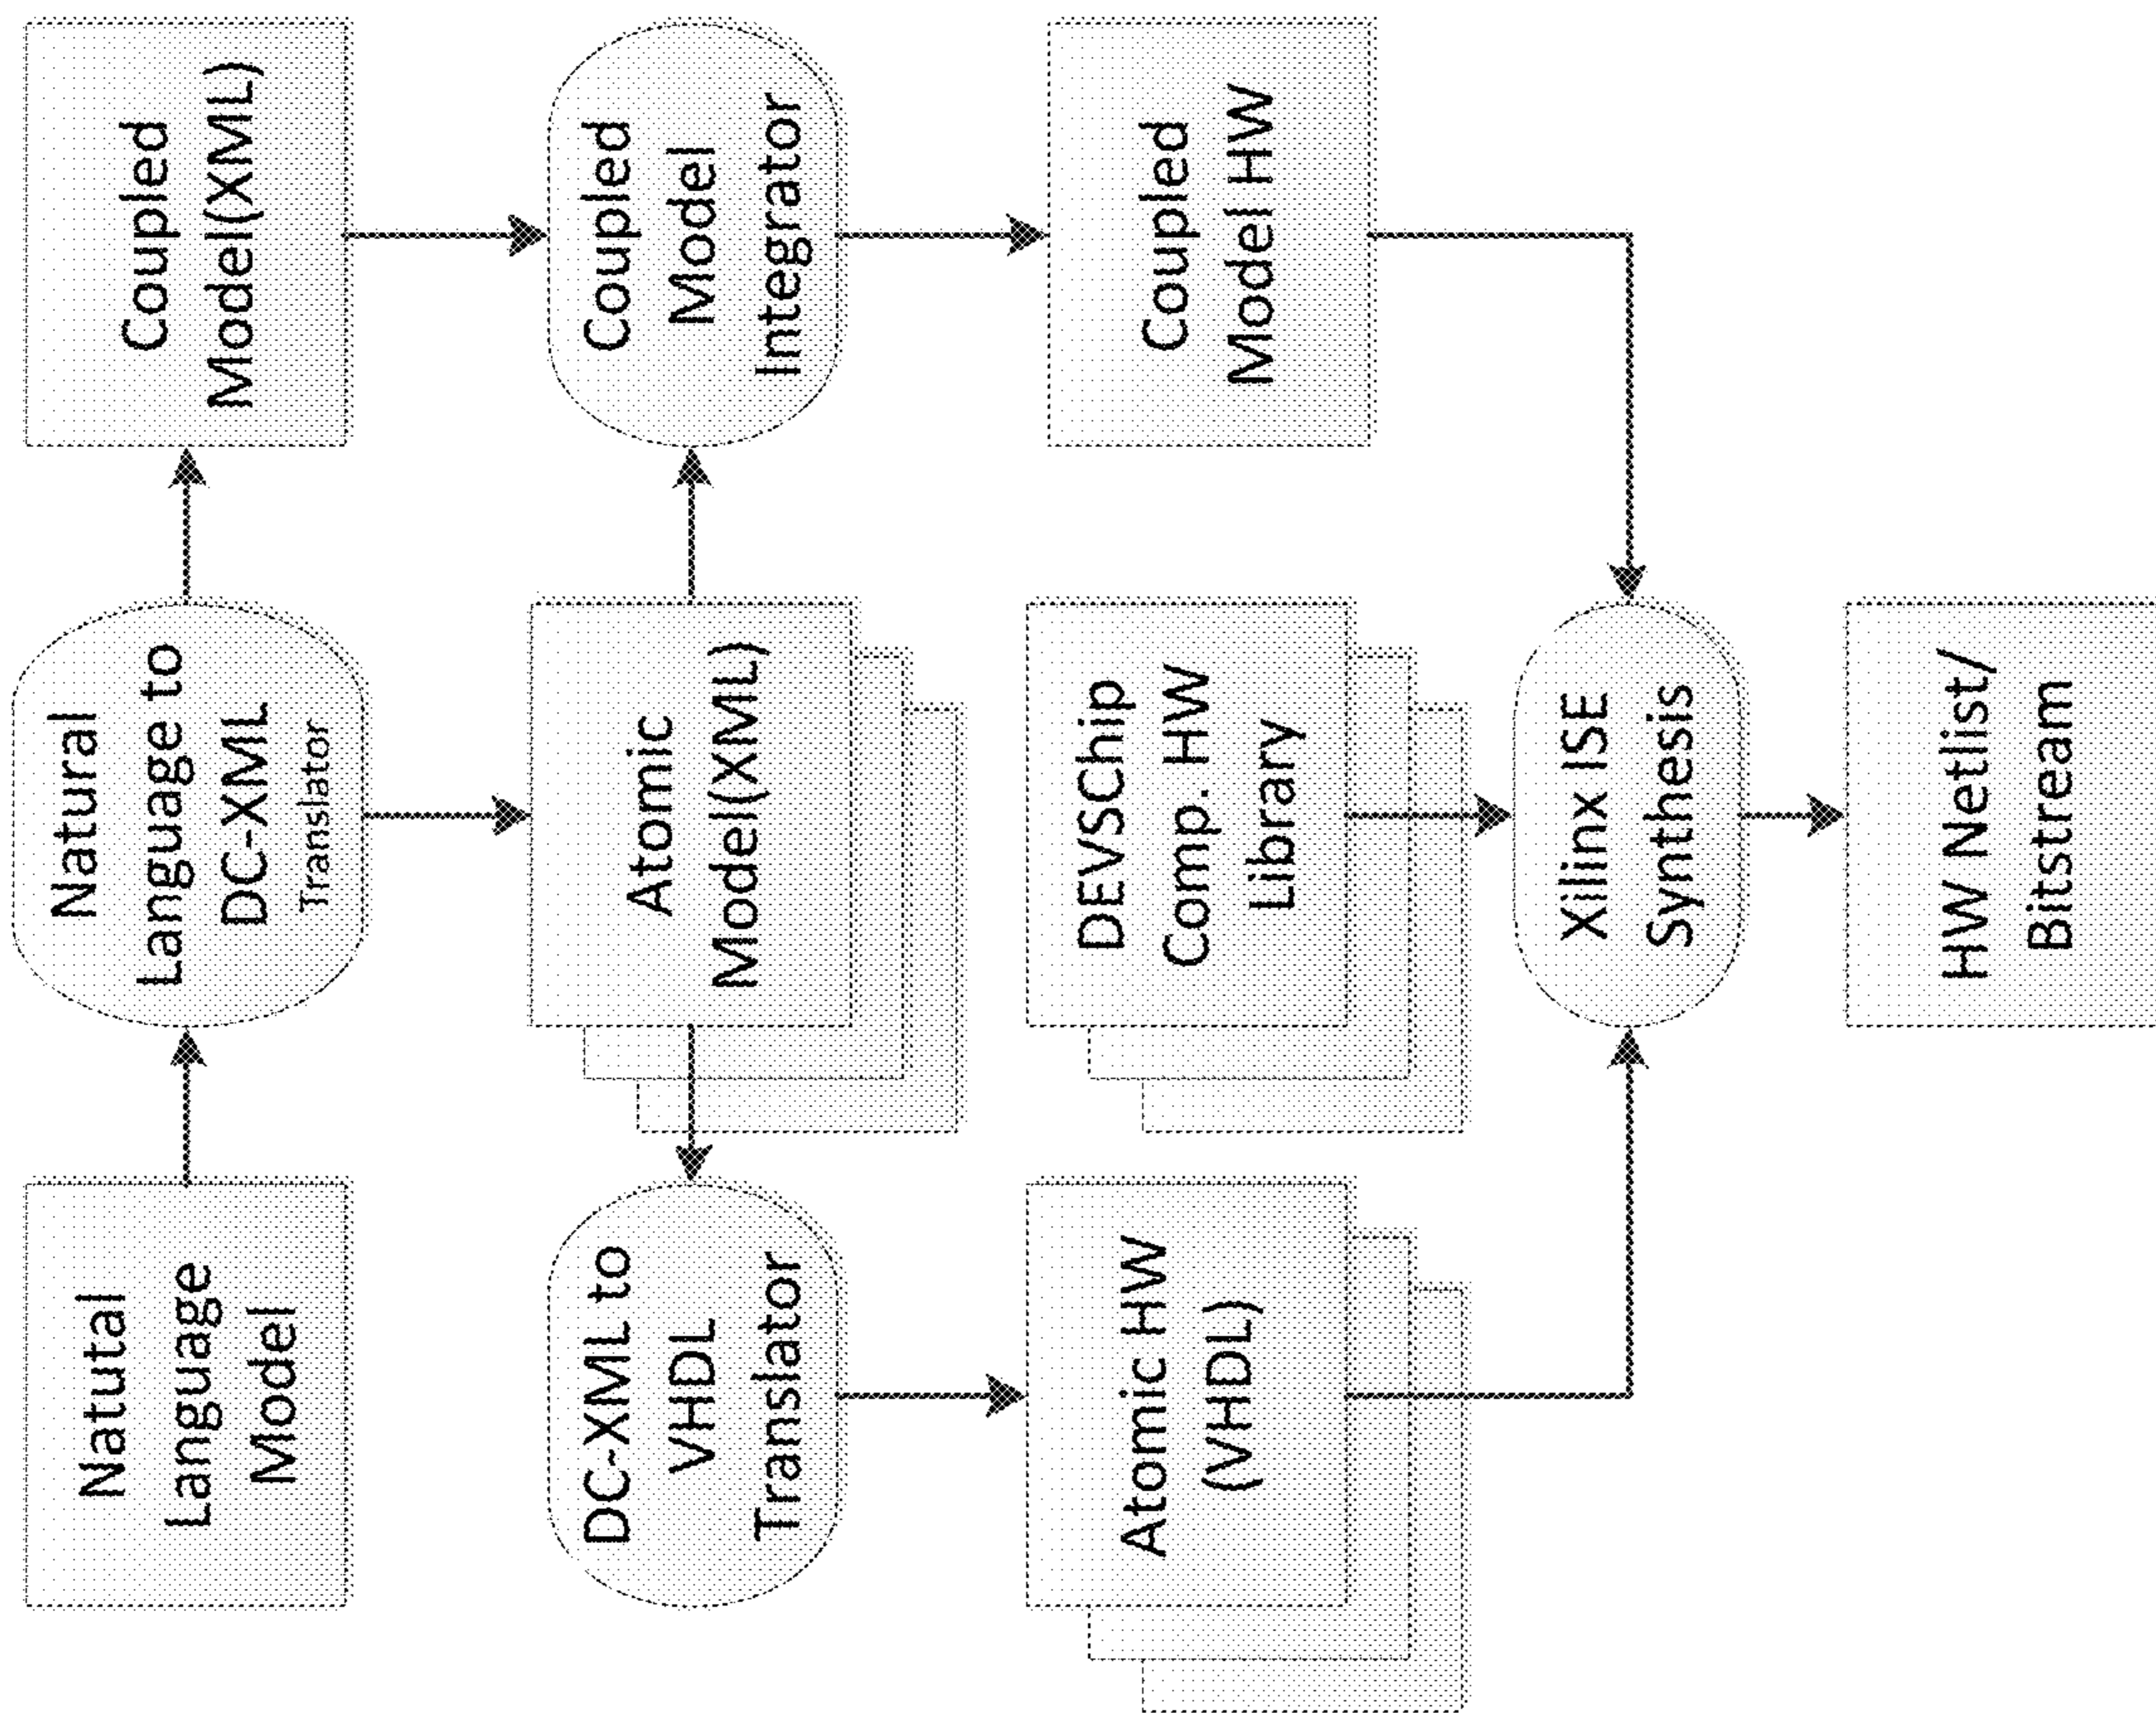 Natutal
Language
Model
Natural
Language to
DC-XML
Translator
Coupled
Model(XML)
DC-XML to
VHDL
Translator
Atomic
Model(XML)
Coupled
Model
Integrator
Atomic HW
(VHDL)
DEVSChip
Comp. HW
Library
Coupled
Model HW
Xilinx ISE
Synthesis
HW Netlist/
Bitstream